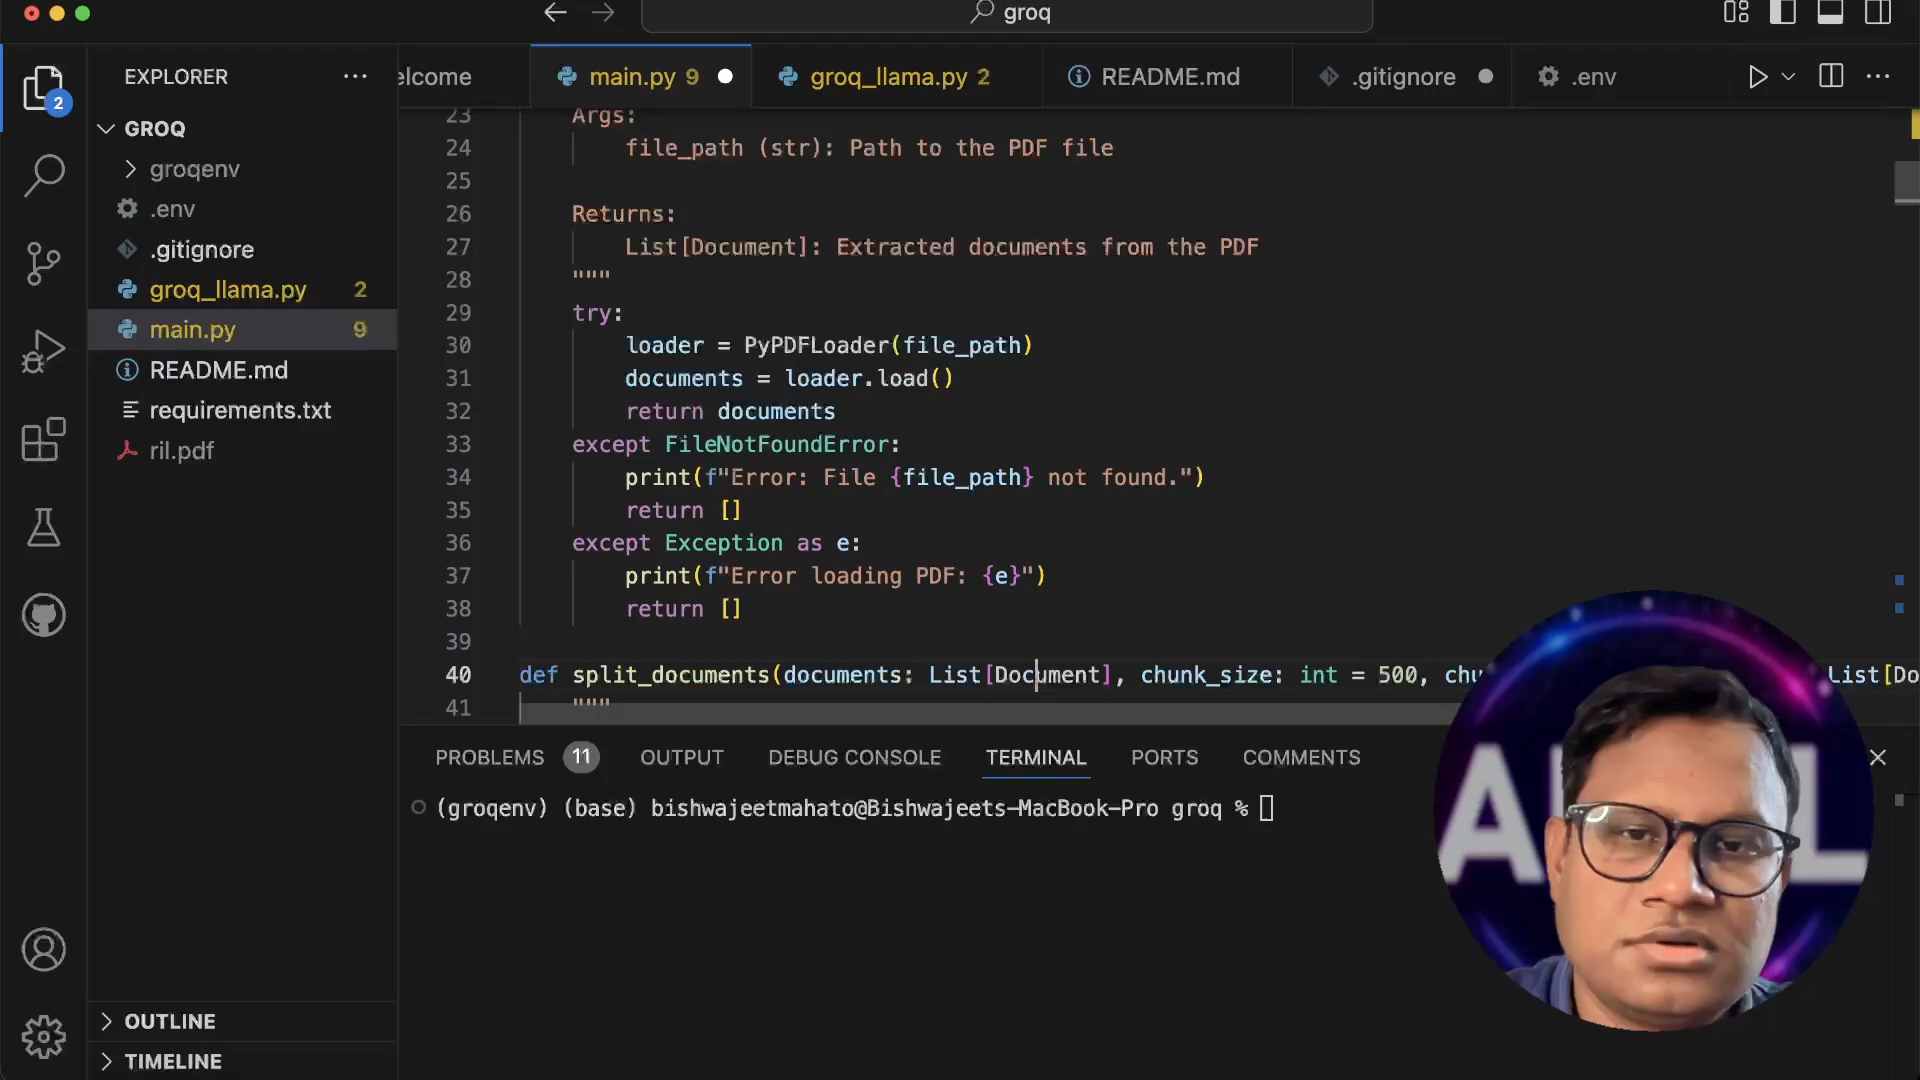 groq
EXPLORER
elcome
main.py 9
groq_llama.py 2
README.md
.gitignore
.env
2
GROQ
groqenv
.env
.gitignore
groq_llama.py 2
main.py 9
README.md
requirements.txt
ril.pdf
23 Args:
24 file_path (str): Path to the PDF file
25
26 Returns:
27 List[Document]: Extracted documents from the PDF
28 """
29 try:
30 loader = PyPDFLoader(file_path)
31 documents = loader.load()
32 return documents
33 except FileNotFoundError:
34 print(f"Error: File {file_path} not found.")
35 return []
36 except Exception as e:
37 print(f"Error loading PDF: {e}")
38 return []
39
40 def split_documents(documents: List[Document], chunk_size: int = 500, chu List[Do
41 """
PROBLEMS 11 OUTPUT DEBUG CONSOLE TERMINAL PORTS COMMENTS
(groqenv) (base) bishwajeetmahato@Bishwajeets-MacBook-Pro groq %
OUTLINE
TIMELINE